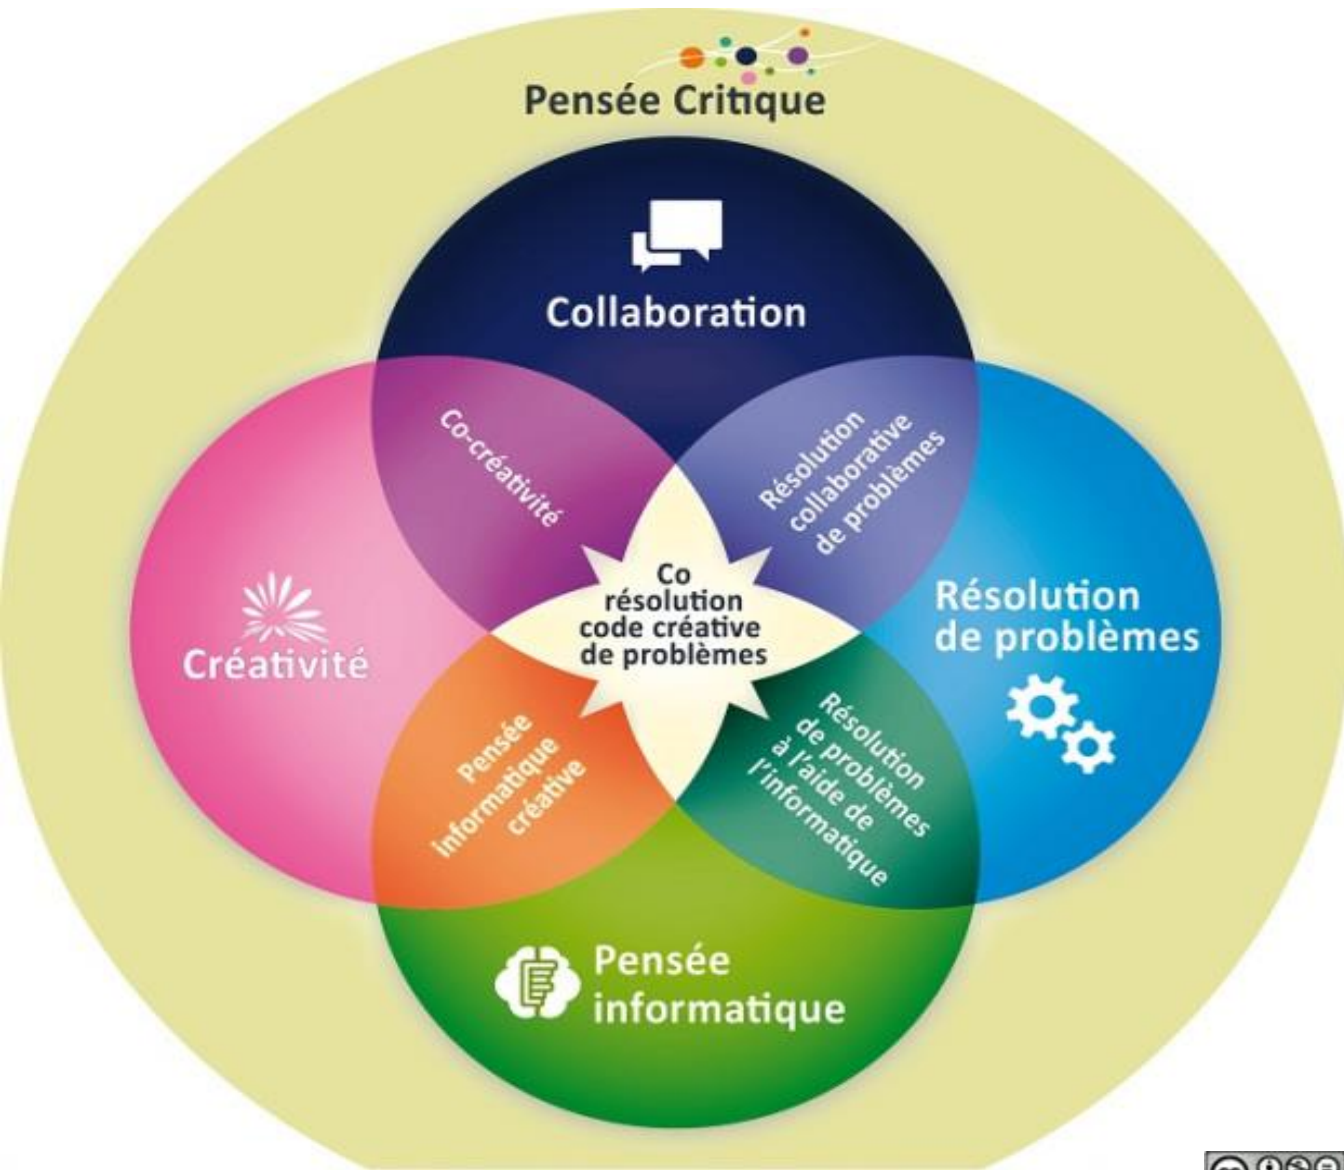 Pensée Critique
Collaboration
Co-créativité
Résolution
collaborative
de problèmes
Créativité
Co
résolution
code créative
de problèmes
Résolution
de problèmes
Pensée
informatique
créative
Résolution
de problèmes
à l'aide de
l'informatique
Pensée
informatique